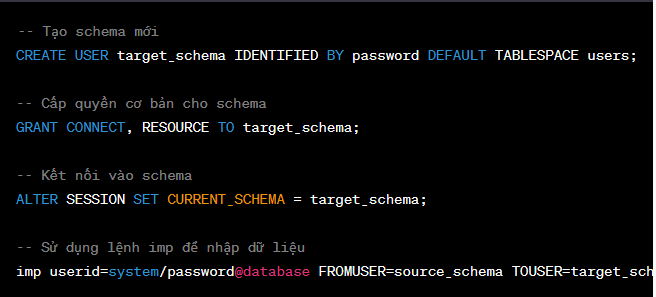 -- Tạo schema mới
CREATE USER target_schema IDENTIFIED BY password DEFAULT TABLESPACE users;
-- Cấp quyền cơ bản cho schema
GRANT CONNECT, RESOURCE TO target_schema;
-- Kết nối vào schema
ALTER SESSION SET CURRENT_SCHEMA = target_schema;
-- Sử dụng lệnh imp để nhập dữ liệu
imp userid=system/password@database FROMUSER=source_schema TOUSER=target_sch